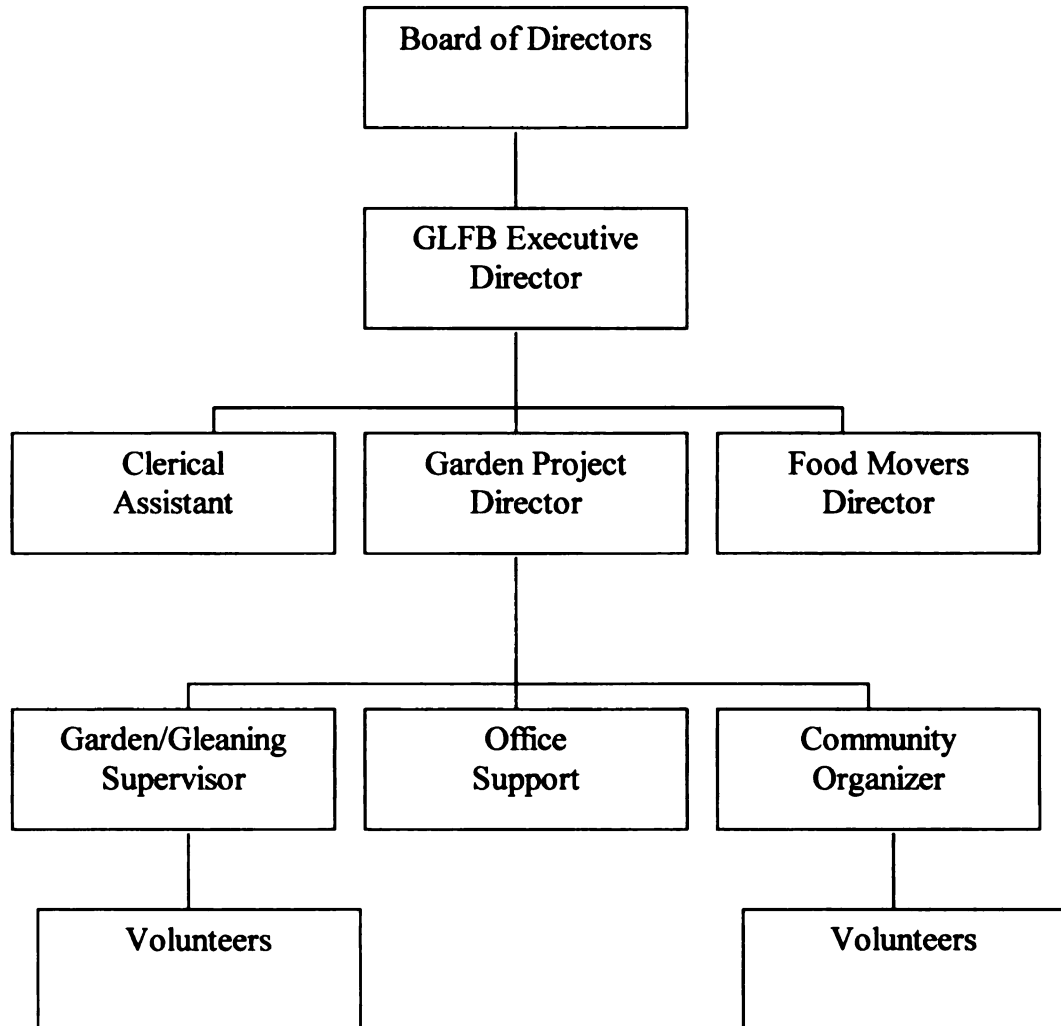 Board of Directors
GLFB Executive
Director
Clerical
Assistant
Garden Project
Director
Food Movers
Director
Garden/Gleaning
Supervisor
Office
Support
Community
Organizer
Volunteers
Volunteers